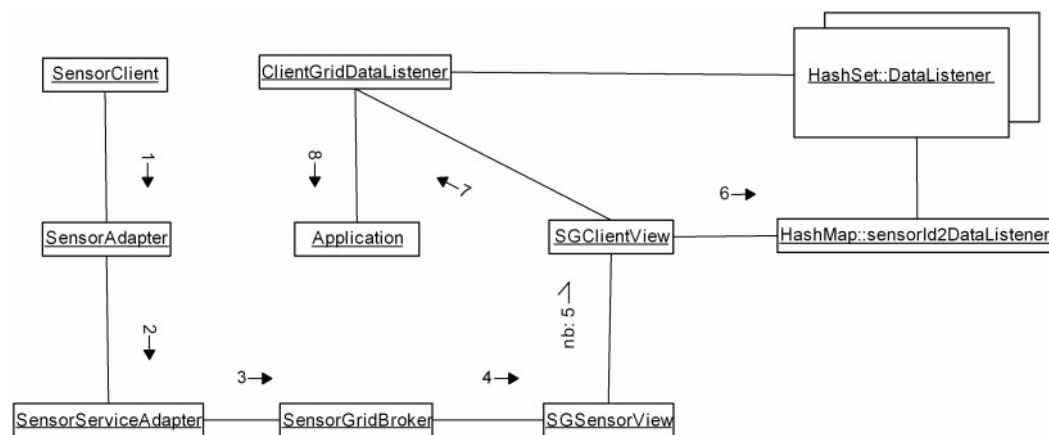 SensorClient
ClientGridDataListener
HashSet::DataListener
1
8
7
6
SensorAdapter
Application
SGClientView
HashMap::sensorId2DataListener
2
nb: 5
3
4
SensorServiceAdapter
SensorGridBroker
SGSensorView